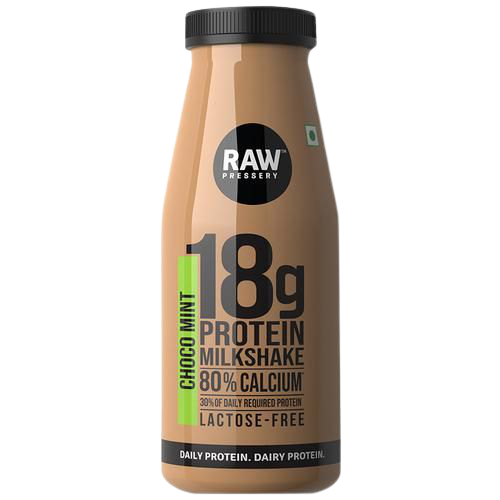 RAW™
PRESSERY
18g
PROTEIN
MILKSHAKE
80% CALCIUM*
30% OF DAILY REQUIRED PROTEIN
LACTOSE-FREE
CHOCO MINT
DAILY PROTEIN. DAIRY PROTEIN.